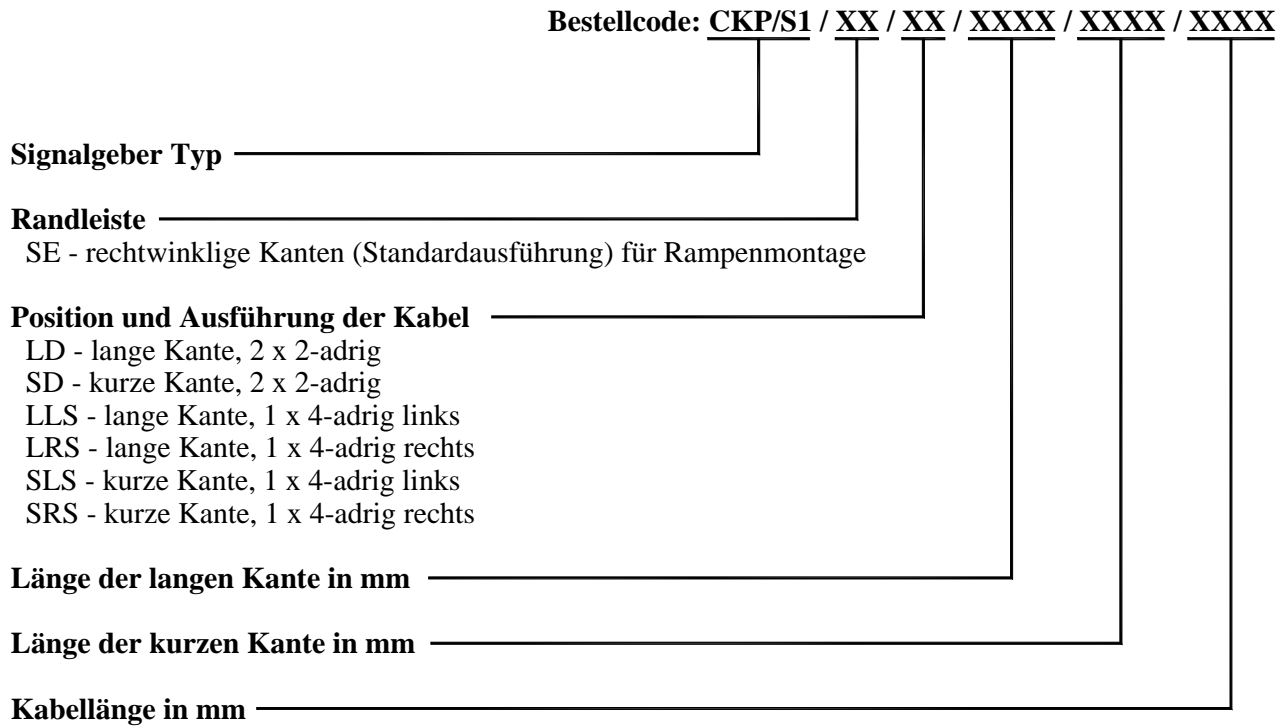 Bestellcode: CKP/S1 / XX / XX / XXXX / XXXX / XXXX
Signalgeber Typ
Randleiste
SE - rechtwinklige Kanten (Standardausführung) für Rampenmontage
Position und Ausführung der Kabel
LD - lange Kante, 2 x 2-adrig
SD - kurze Kante, 2 x 2-adrig
LLS - lange Kante, 1 x 4-adrig links
LRS - lange Kante, 1 x 4-adrig rechts
SLS - kurze Kante, 1 x 4-adrig links
SRS - kurze Kante, 1 x 4-adrig rechts
Länge der langen Kante in mm
Länge der kurzen Kante in mm
Kabellänge in mm